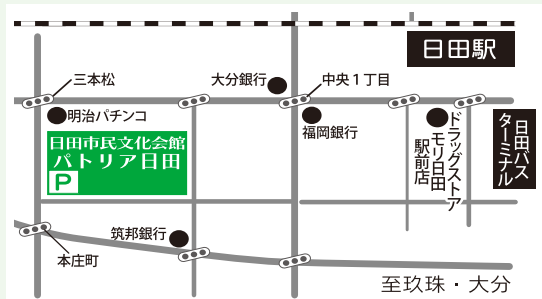 日田駅
三本松
大分銀行
中央1丁目
明治パチンコ
福岡銀行
ドラッグストア
モリ日田
駅前店
日田バス
ターミナル
日田市民文化会館
パトリア日田
P
筑邦銀行
本庄町
至玖珠・大分